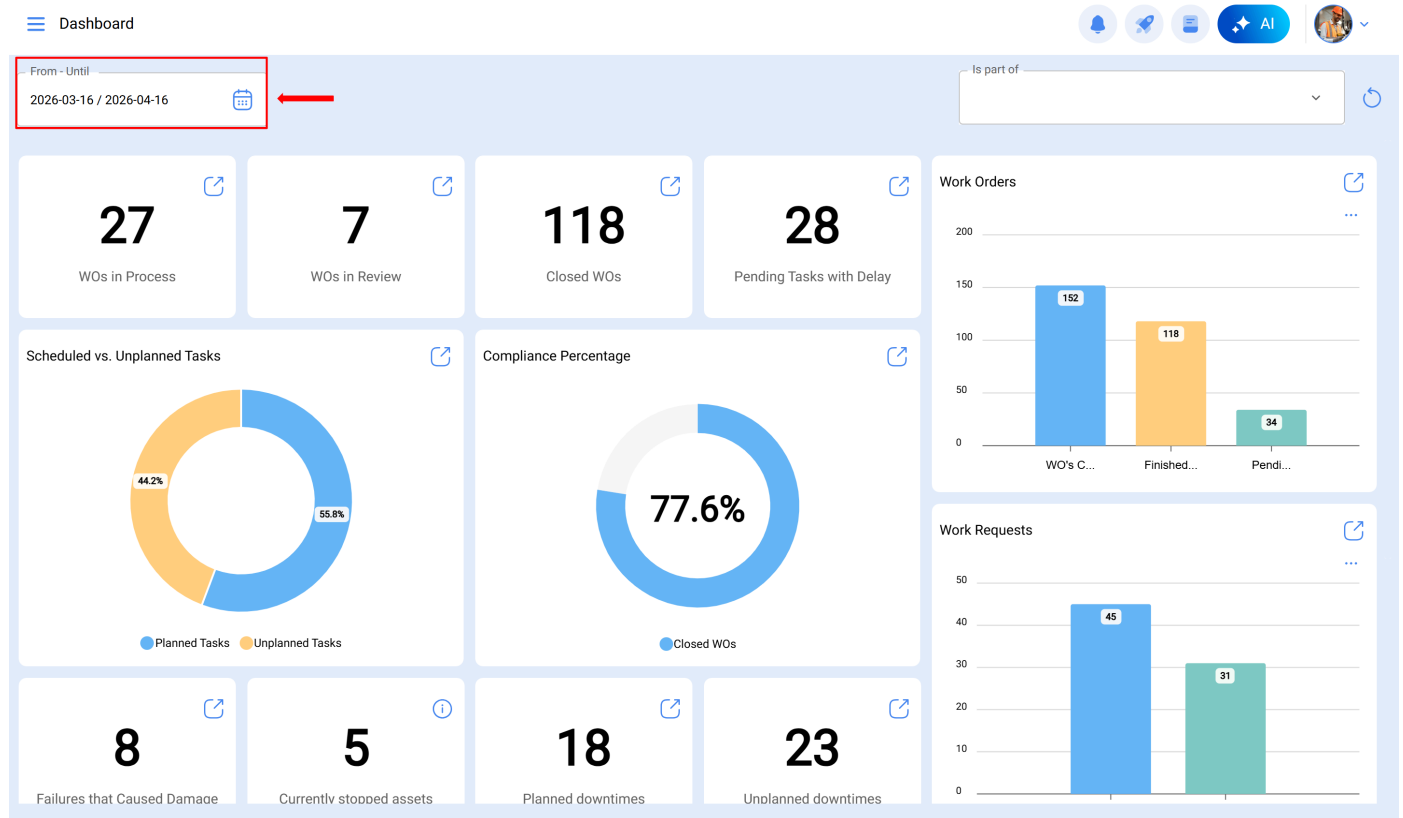 Dashboard
AI
From - Until
2026-03-16 / 2026-04-16
Is part of
27
WOs in Process
7
WOs in Review
118
Closed WOs
28
Pending Tasks with Delay
Work Orders
...
200
150
100
50
0
152
118
34
WO's C...
Finished...
Pendi...
Scheduled vs. Unplanned Tasks
44.2%
55.8%
Planned Tasks
Unplanned Tasks
Compliance Percentage
77.6%
Closed WOs
Work Requests
...
50
40
30
20
10
0
45
31
8
Failures that Caused Damage
5
Currently stopped assets
18
Planned downtimes
23
Unplanned downtimes